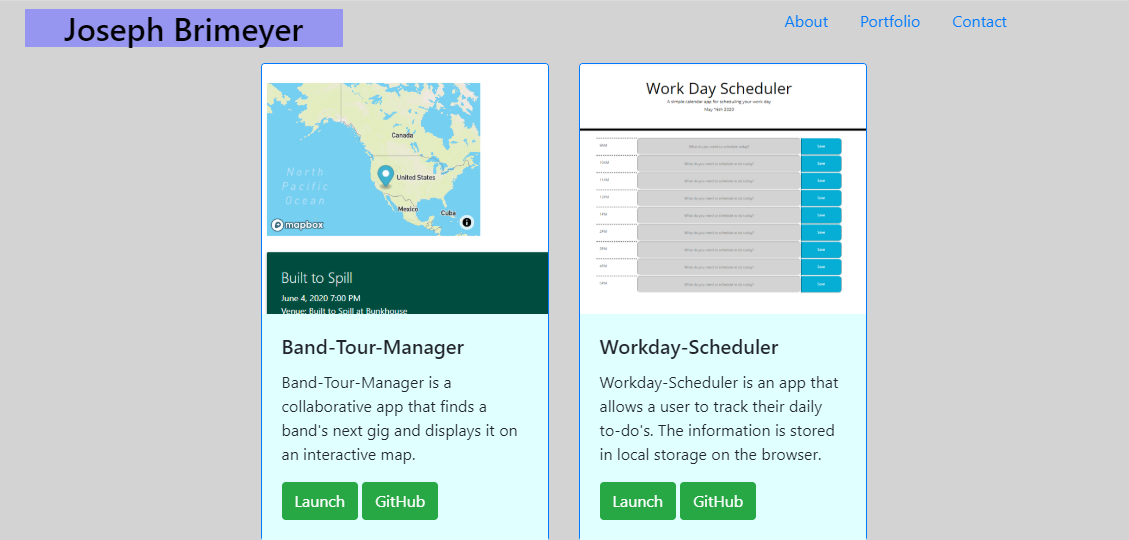 Joseph Brimeyer
About Portfolio Contact
Canada
North
Pacific
Ocean
United States
Mexico
Cuba
mapbox
Built to Spill
June 4, 2020 7:00 PM
Venue: Built to Spill at Bunkhouse
Band-Tour-Manager
Band-Tour-Manager is a
collaborative app that finds a
band's next gig and displays it on
an interactive map.
Launch GitHub
Work Day Scheduler
A simple calendar app for scheduling your work day
May 16th 2020
9AM What do you need to schedule today? Save
10AM What do you need to schedule to do today? Save
11AM What do you need to schedule to do today? Save
12PM What do you need to schedule to do today? Save
1PM What do you need to schedule to do today? Save
2PM What do you need to schedule to do today? Save
3PM What do you need to schedule to do today? Save
4PM What do you need to schedule to do today? Save
5PM What do you need to schedule to do today? Save
Workday-Scheduler
Workday-Scheduler is an app that
allows a user to track their daily
to-do's. The information is stored
in local storage on the browser.
Launch GitHub